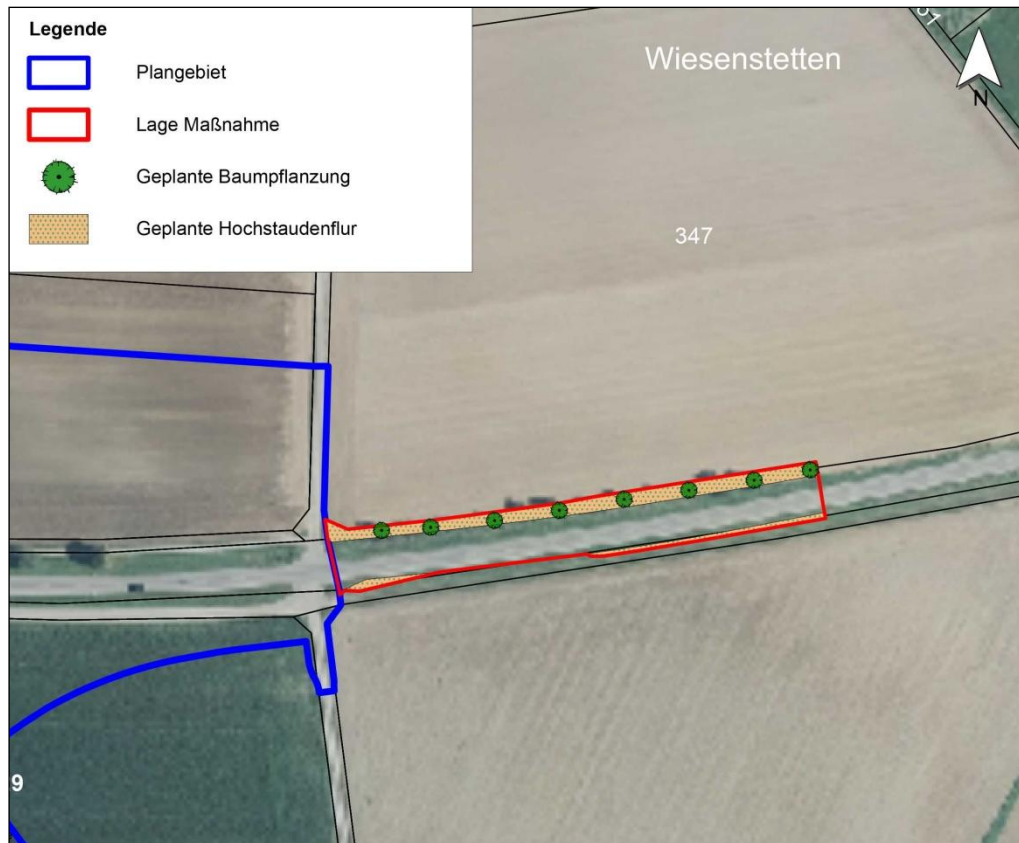 Legende
Plangebiet
Lage Maßnahme
Geplante Baumpflanzung
Geplante Hochstaudenflur
Wiesenstetten
N
347
9